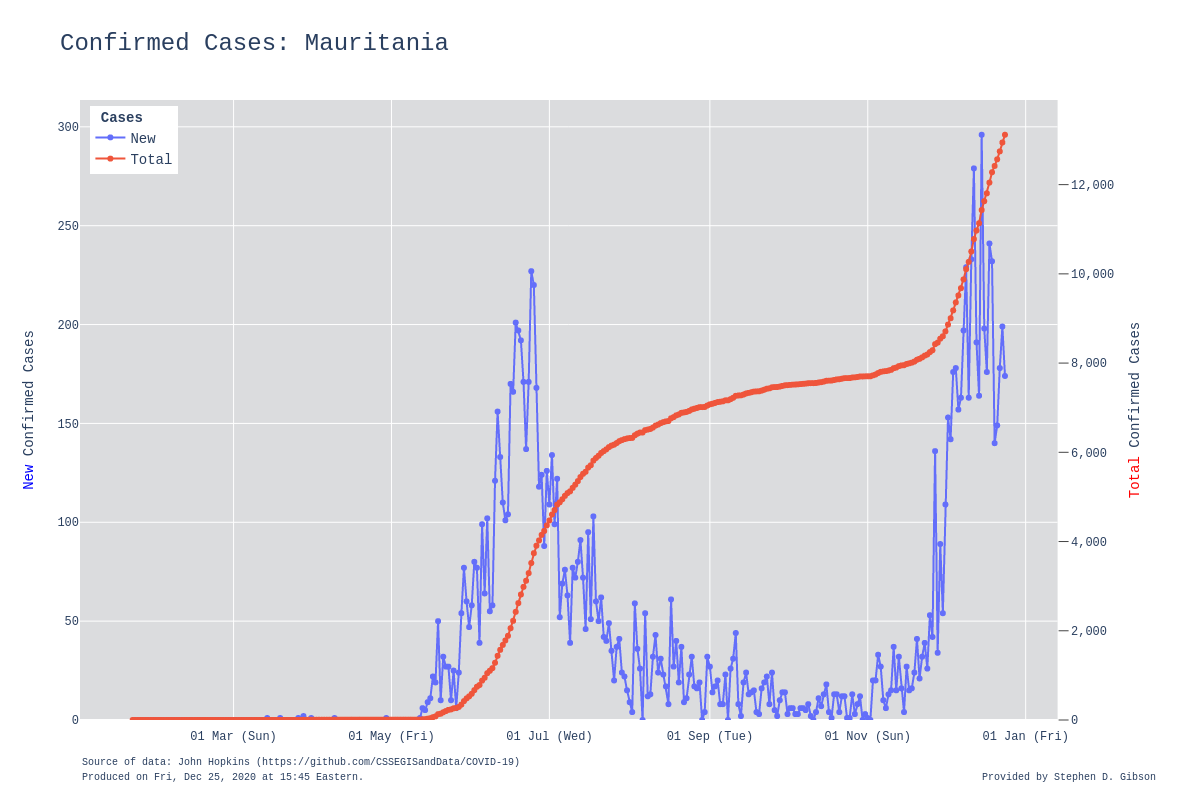 Confirmed Cases: Mauritania
Cases
New
Total
300
250
200
150
100
50
0
12,000
10,000
8,000
6,000
4,000
2,000
0
New Confirmed Cases
Total Confirmed Cases
01 Mar (Sun) 01 May (Fri) 01 Jul (Wed) 01 Sep (Tue) 01 Nov (Sun) 01 Jan (Fri)
Source of data: John Hopkins (https://github.com/CSSEGISandData/COVID-19)
Produced on Fri, Dec 25, 2020 at 15:45 Eastern.
Provided by Stephen D. Gibson